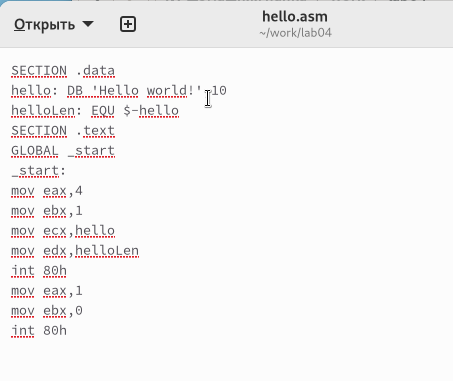 Открыть
hello.asm
~/work/lab04
SECTION .data
hello: DB 'Hello world!',10
helloLen: EQU $-hello
SECTION .text
GLOBAL _start
_start:
mov eax,4
mov ebx,1
mov ecx,hello
mov edx,helloLen
int 80h
mov eax,1
mov ebx,0
int 80h